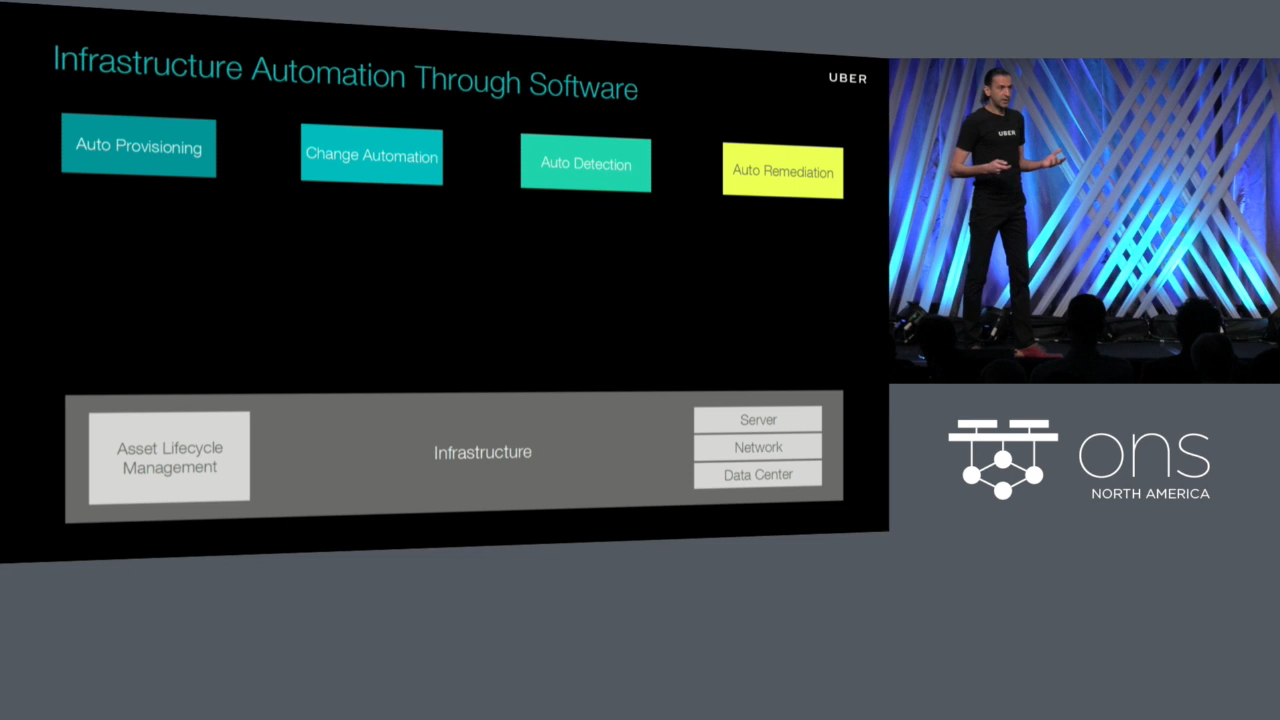 Infrastructure Automation Through Software
UBER
Auto Provisioning
Change Automation
Auto Detection
Auto Remediation
UBER
Asset Lifecycle
Management
Infrastructure
Server
Network
Data Center
ons
NORTH AMERICA